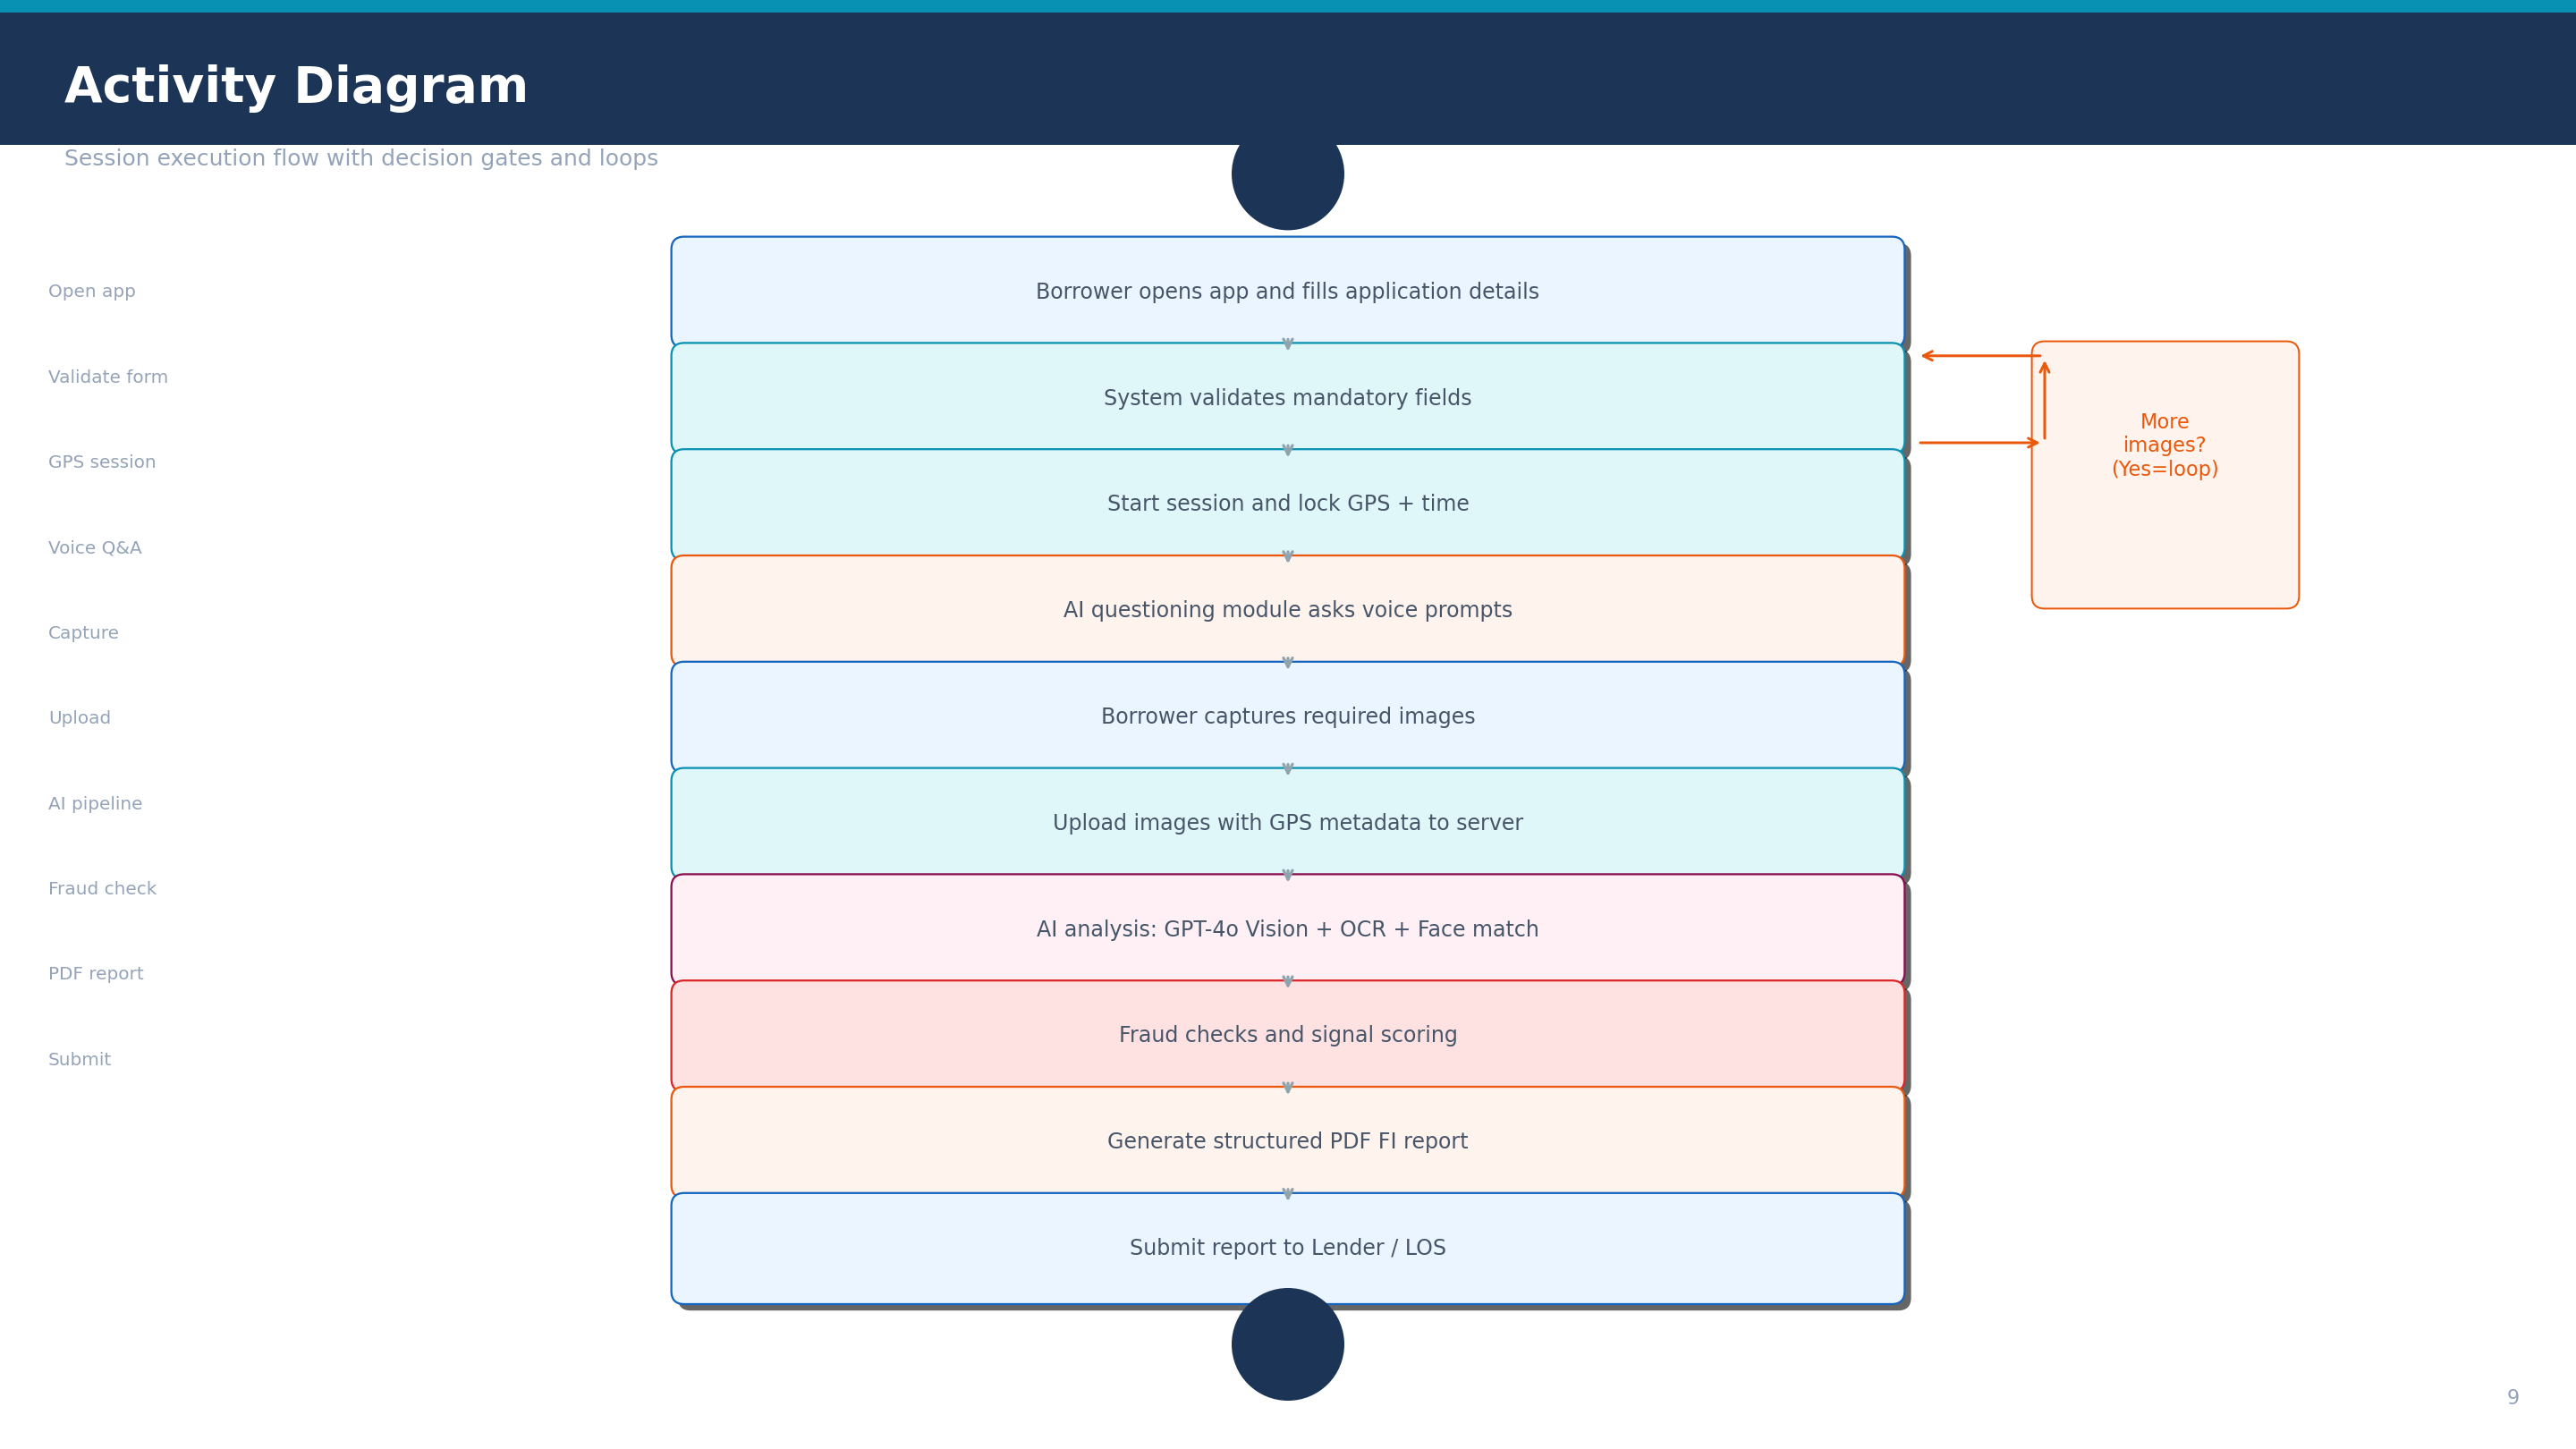 Activity Diagram
Session execution flow with decision gates and loops
Open app
Validate form
GPS session
Voice Q&A
Capture
Upload
AI pipeline
Fraud check
PDF report
Submit
Borrower opens app and fills application details
System validates mandatory fields
Start session and lock GPS + time
AI questioning module asks voice prompts
Borrower captures required images
Upload images with GPS metadata to server
AI analysis: GPT-4o Vision + OCR + Face match
Fraud checks and signal scoring
Generate structured PDF FI report
Submit report to Lender / LOS
More
images?
(Yes=loop)
9